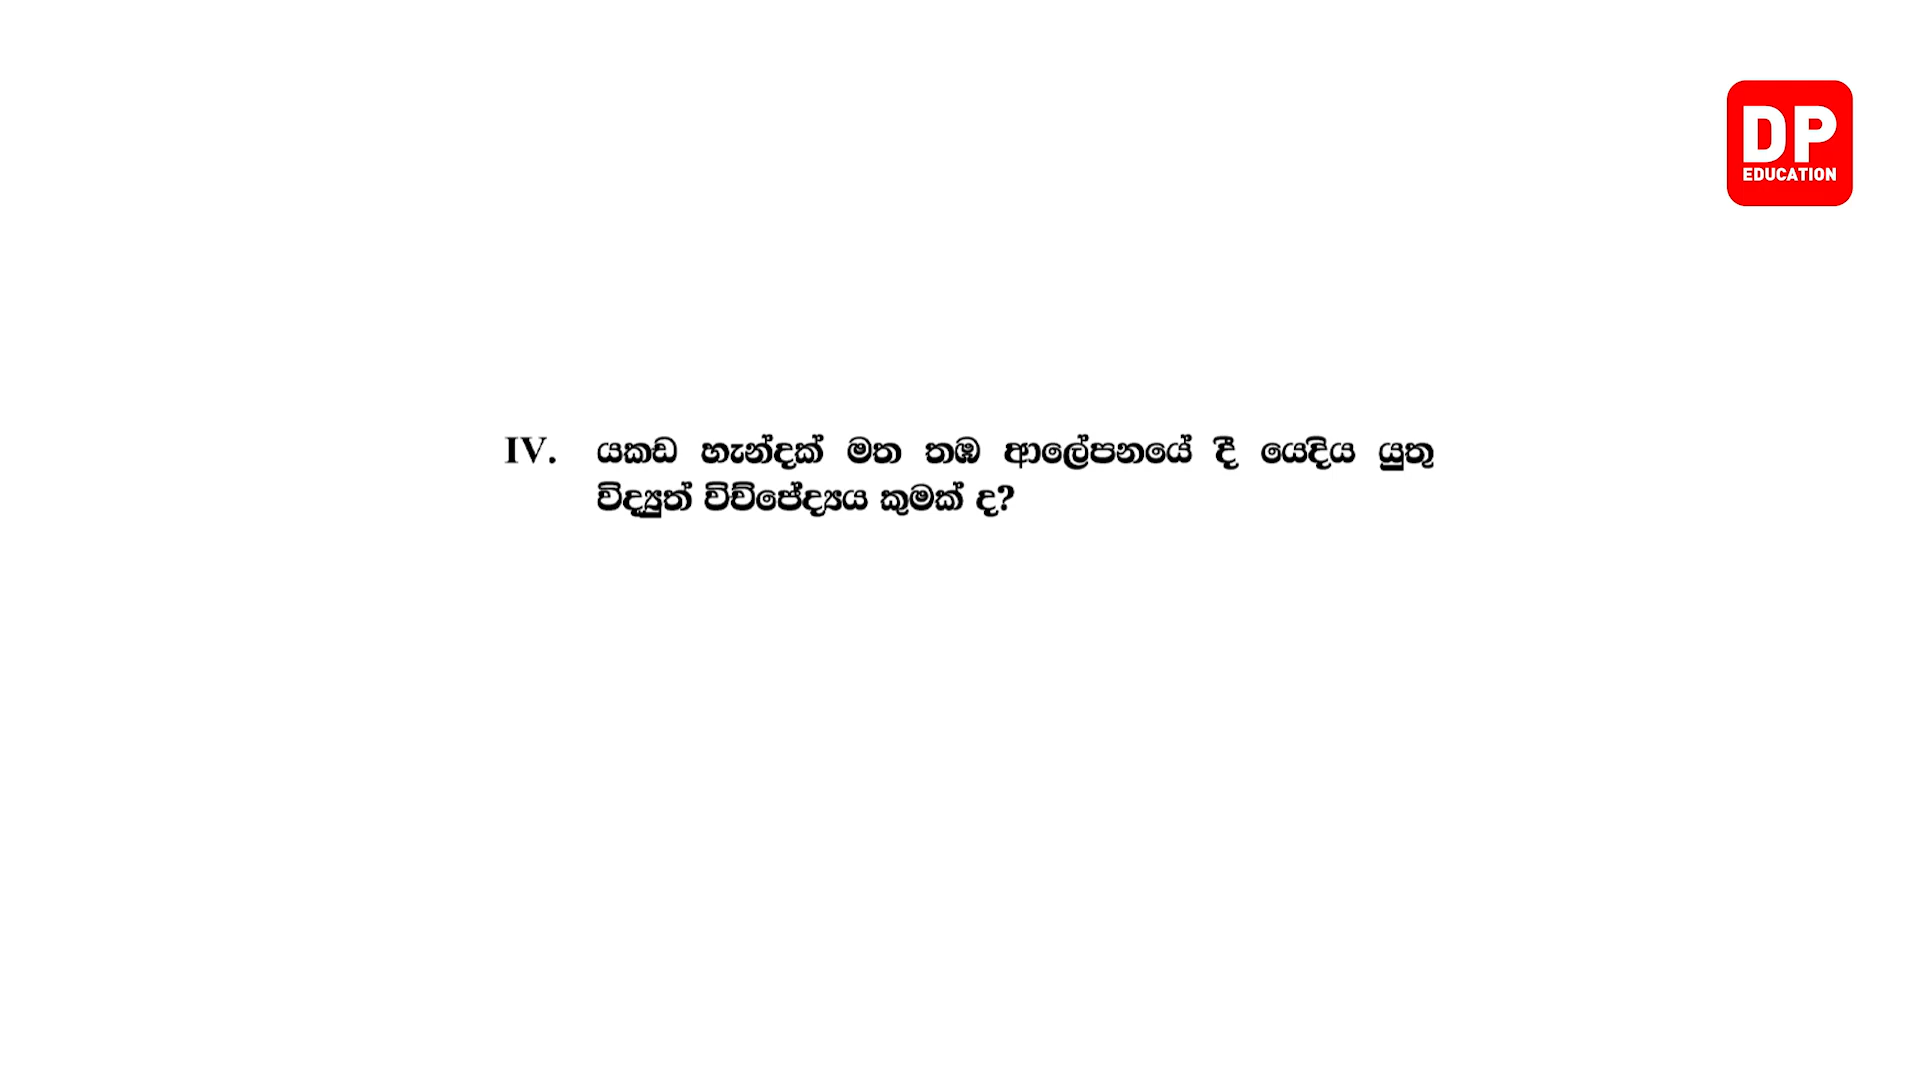 DP
EDUCATION
IV. යකඩ හැන්දක් මත තඹ ආලේපනයේ දී යෙදිය යුතු
විද්‍යුත් විච්ඡේද්‍යය කුමක් ද?